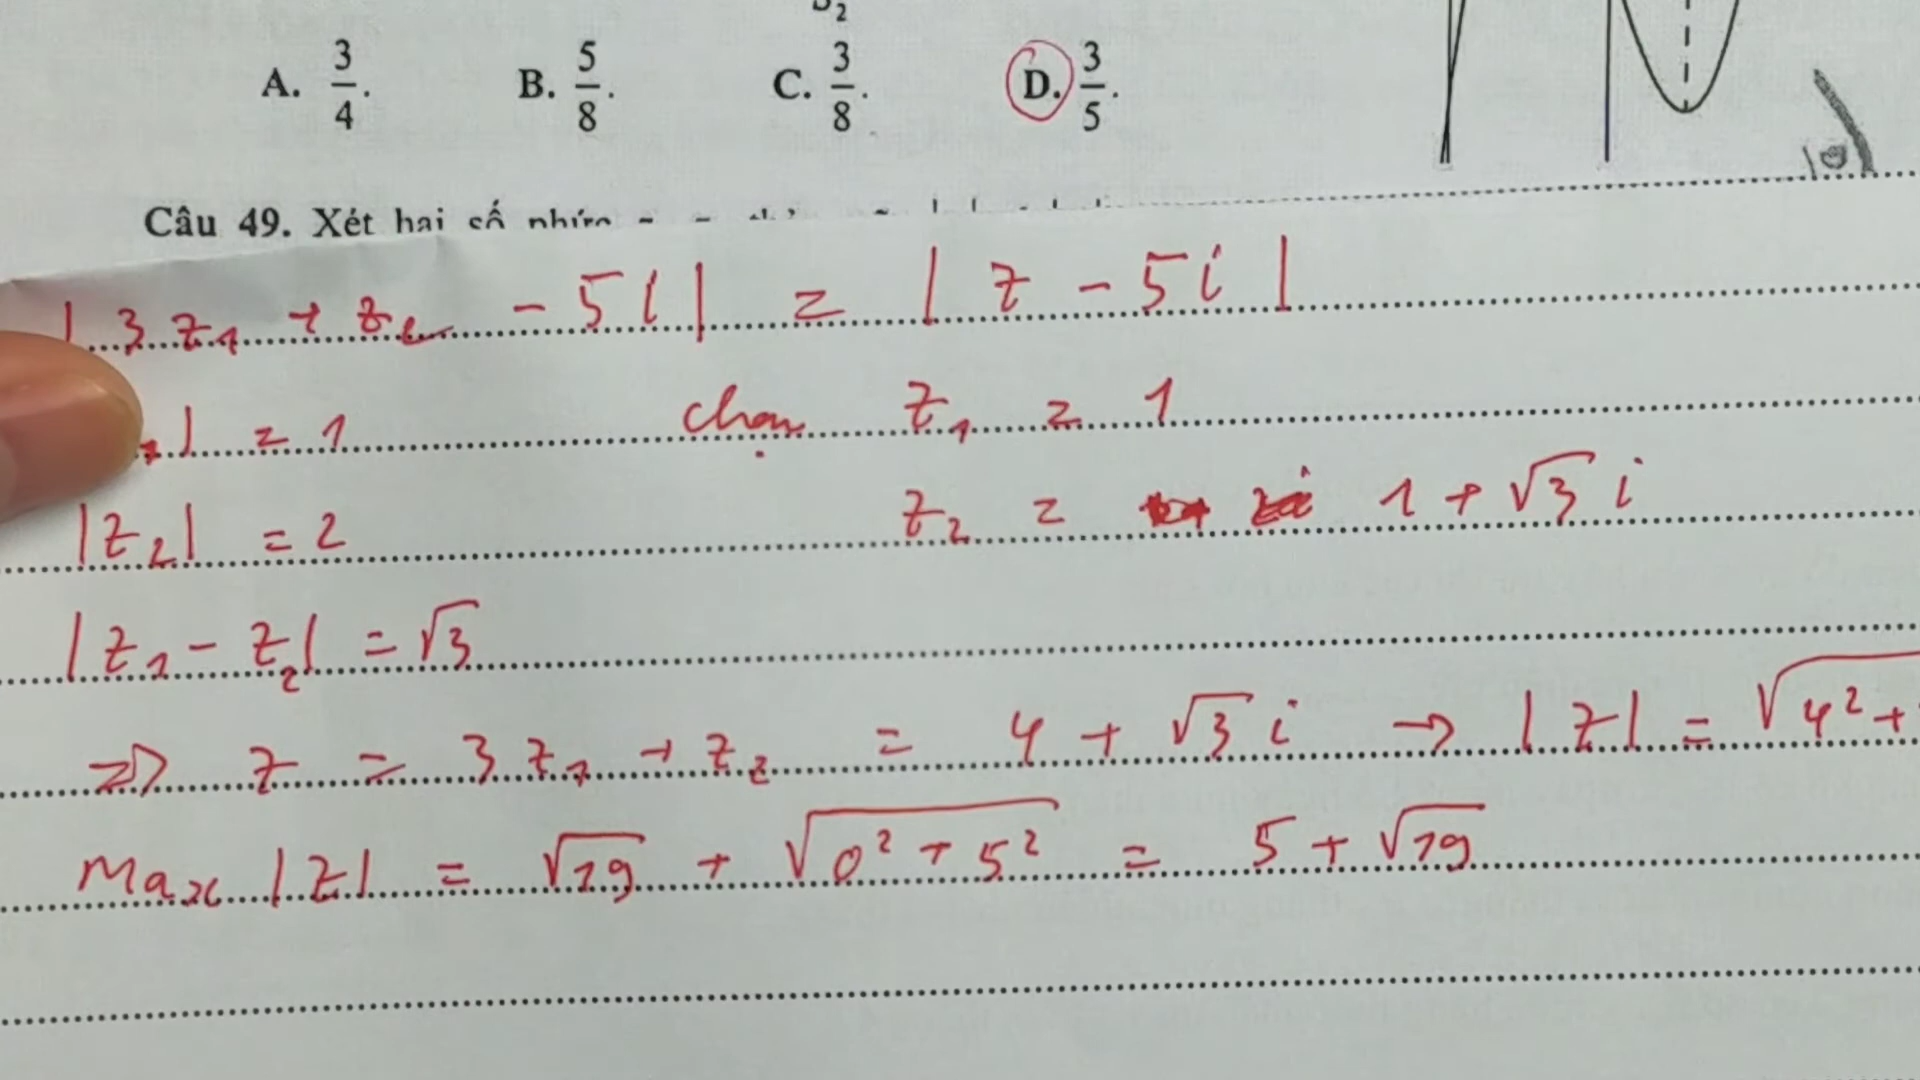 A. 3/4. B. 5/8. C. 3/8. D. 3/5.
Câu 49. Xét hai số phức
|3z₁ + z₂ - 5i| = |z - 5i|
| = 1 chọn z₁ = 1
|z₂| = 2 z₂ = 1 + √3 i
|z₁ - z₂| = √3
=> z = 3z₁ + z₂ = 4 + √3 i → |z| = √4² +
Max |z| = √19 + √0² + 5² = 5 + √19